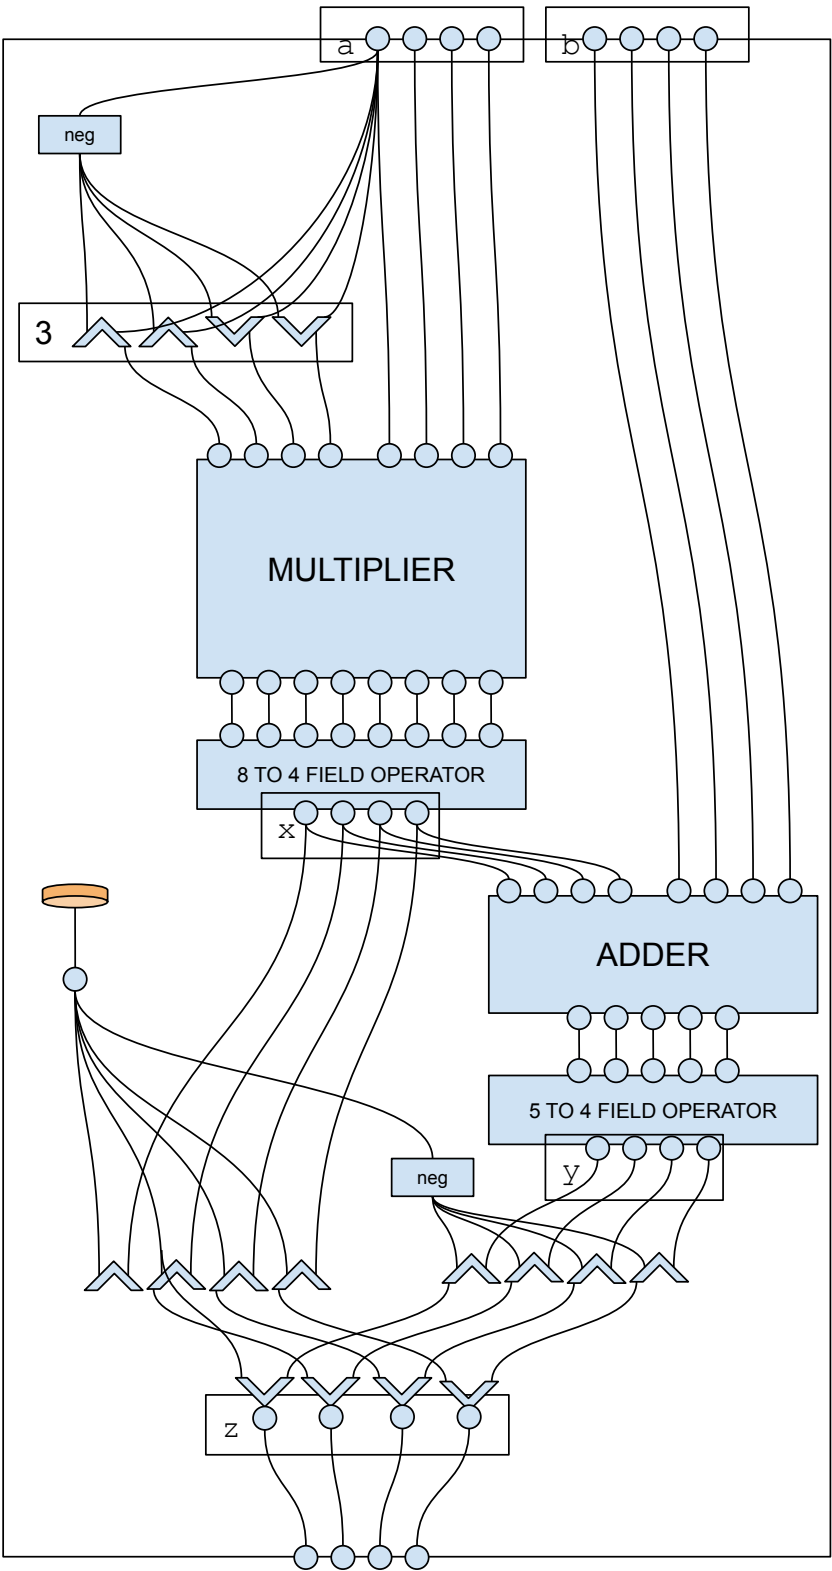 a
b
neg
3
MULTIPLIER
8 TO 4 FIELD OPERATOR
x
ADDER
5 TO 4 FIELD OPERATOR
neg
y
z